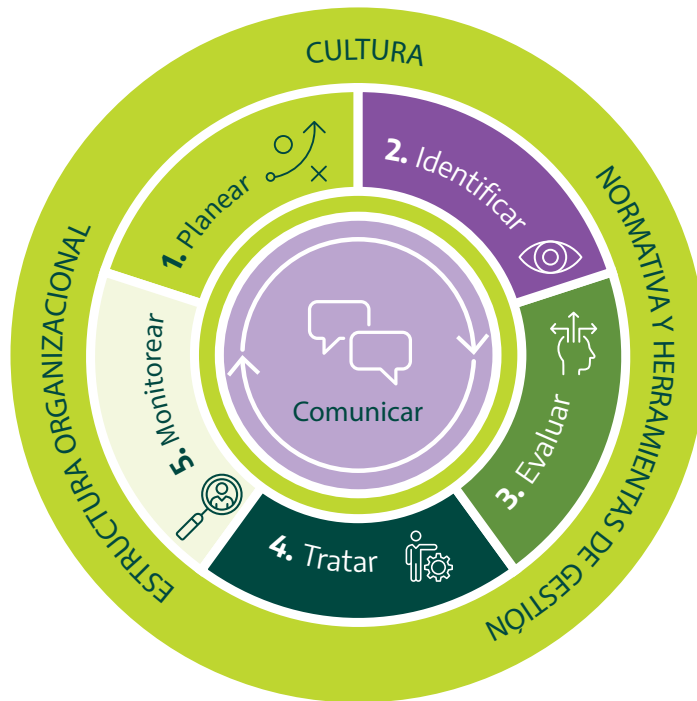 CULTURA
NORMATIVA Y HERRAMIENTAS DE GESTIÓN
ESTRUCTURA ORGANIZACIONAL
1. Planear
2. Identificar
3. Evaluar
4. Tratar
5. Monitorear
Comunicar